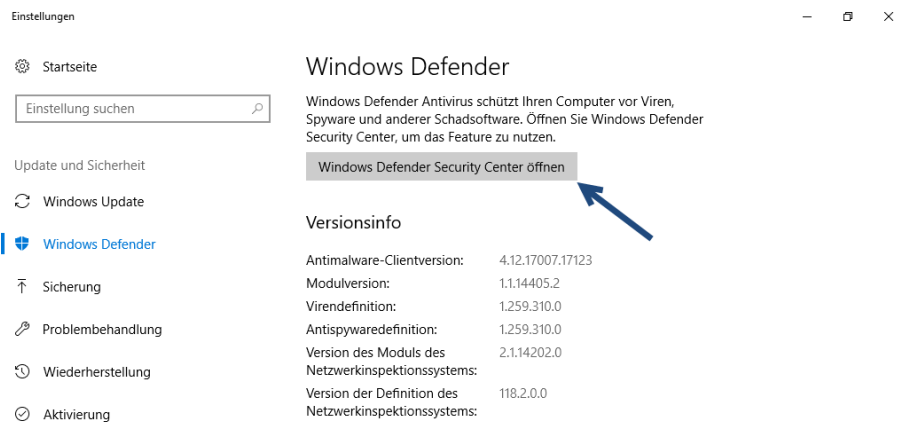 Einstellungen
Startseite
Einstellung suchen
Update und Sicherheit
Windows Update
Windows Defender
Sicherung
Problembehandlung
Wiederherstellung
Aktivierung
Windows Defender
Windows Defender Antivirus schützt Ihren Computer vor Viren,
Spyware und anderer Schadsoftware. Öffnen Sie Windows Defender
Security Center, um das Feature zu nutzen.
Windows Defender Security Center öffnen
Versionsinfo
Antimalware-Clientversion: 4.12.17007.17123
Modulversion: 1.1.14405.2
Virendefinition: 1.259.310.0
Antispywaredefinition: 1.259.310.0
Version des Moduls des 2.1.14202.0
Netzwerkinspektionssystems:
Version der Definition des 118.2.0.0
Netzwerkinspektionssystems: